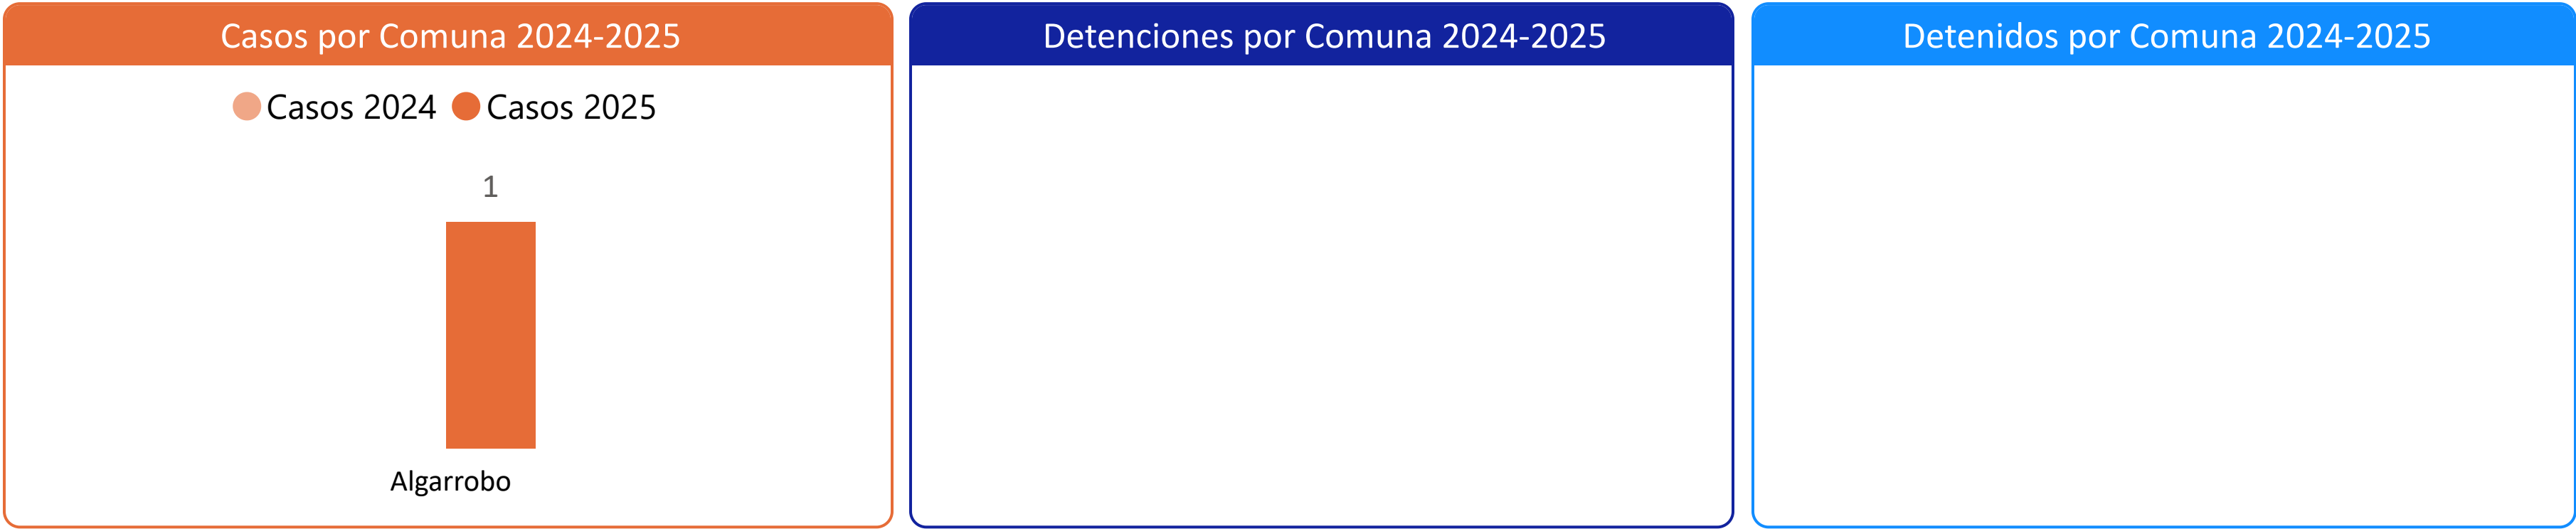 Casos por Comuna 2024-2025
Casos 2024 Casos 2025
1
Algarrobo
Detenciones por Comuna 2024-2025
Detenidos por Comuna 2024-2025